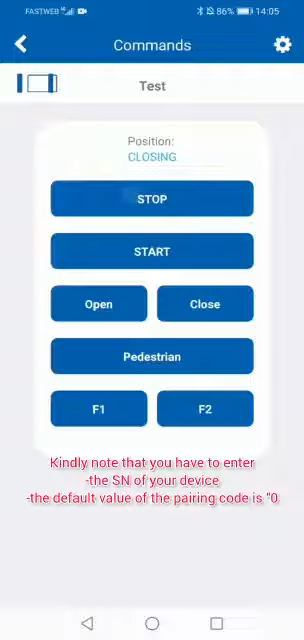 FASTWEB 86% 14:05
Commands
Test
Position:
CLOSING
STOP
START
Open Close
Pedestrian
F1 F2
Kindly note that you have to enter
-the SN of your device
-the default value of the pairing code is "0